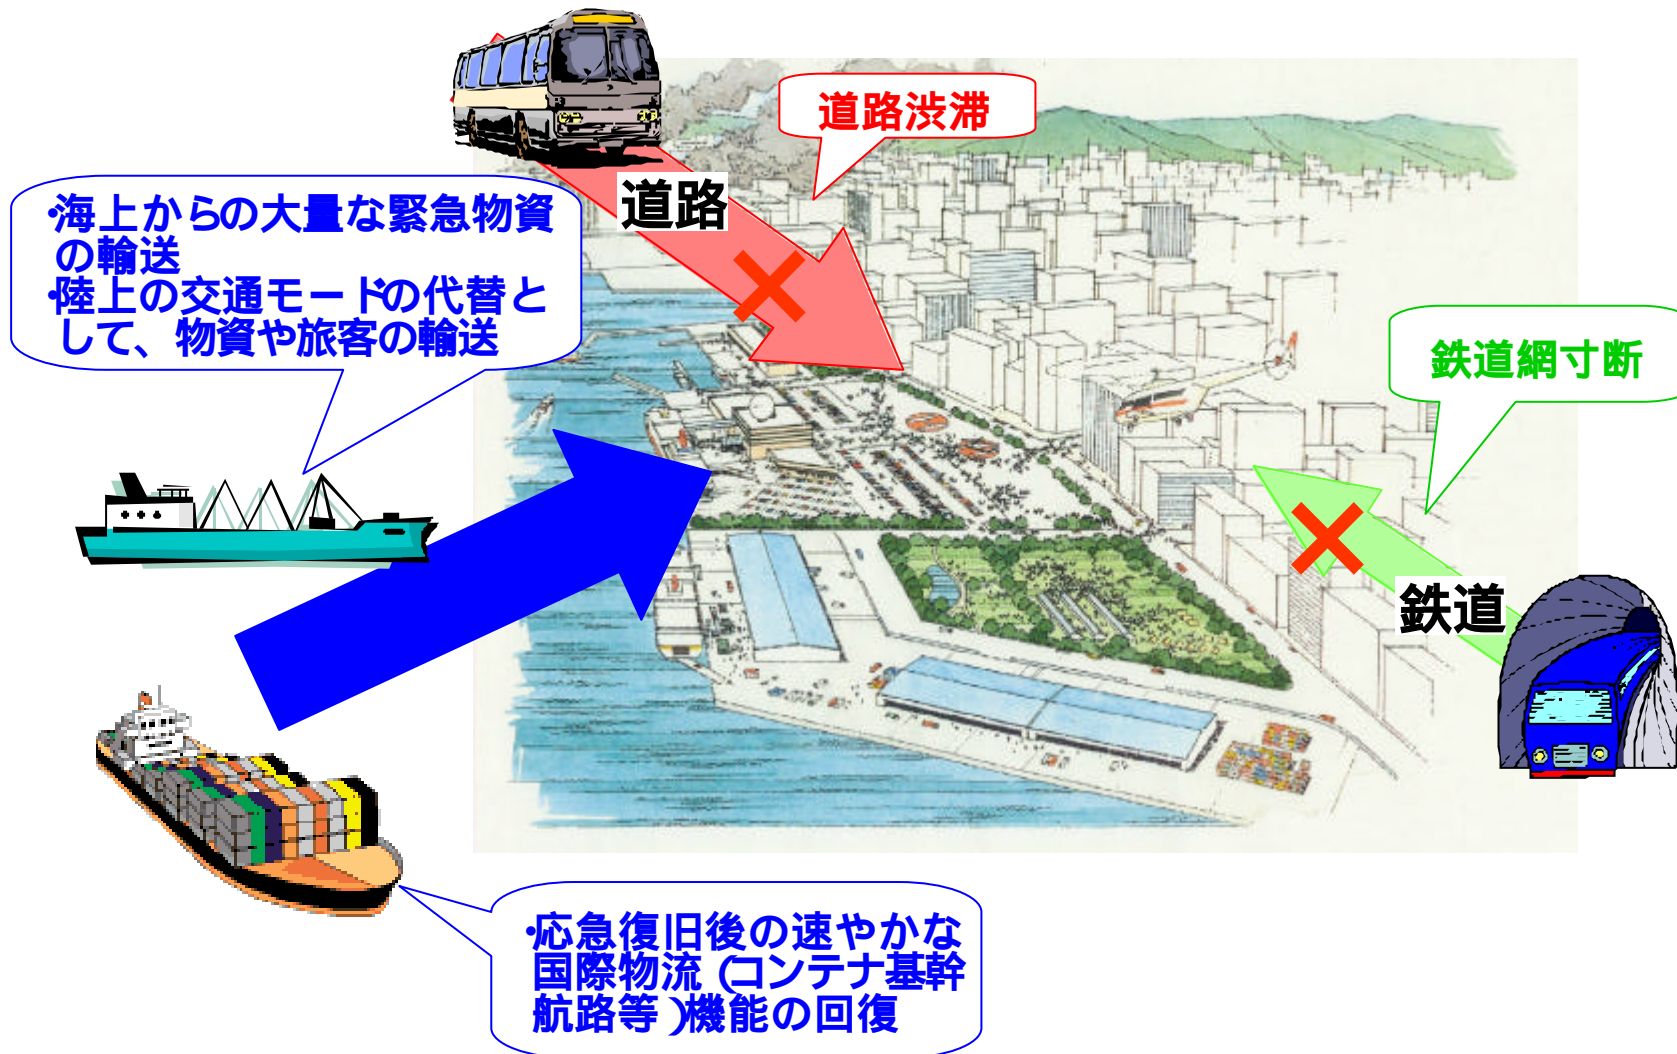 道路渋滞
道路
・海上からの大量な緊急物資
の輸送
・陸上の交通モードの代替と
して、物資や旅客の輸送
鉄道網寸断
鉄道
・応急復旧後の速やかな
国際物流(コンテナ基幹
航路等)機能の回復